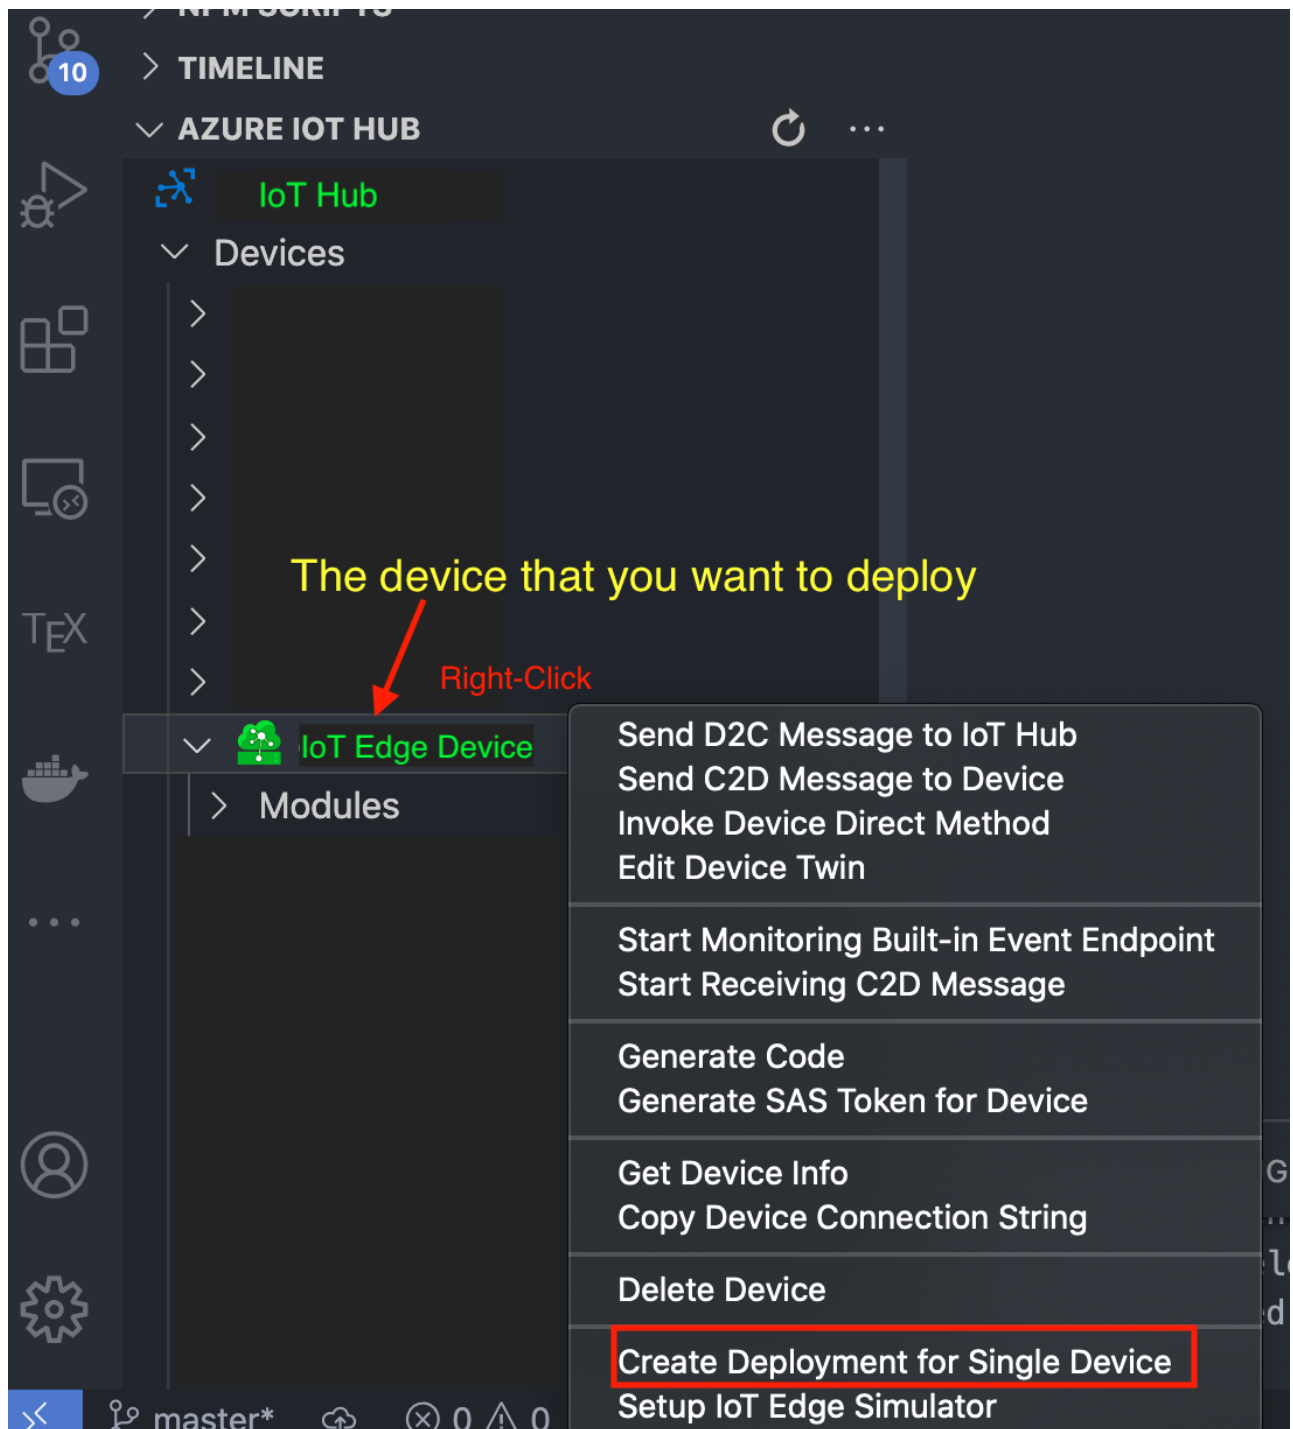 NPM SCRIPTS
10
TIMELINE
AZURE IOT HUB
IoT Hub
Devices
The device that you want to deploy
TEX
Right-Click
IoT Edge Device
Modules
Send D2C Message to IoT Hub
Send C2D Message to Device
Invoke Device Direct Method
Edit Device Twin
Start Monitoring Built-in Event Endpoint
Start Receiving C2D Message
Generate Code
Generate SAS Token for Device
Get Device Info
Copy Device Connection String
Delete Device
Create Deployment for Single Device
Setup IoT Edge Simulator
master* 0 0